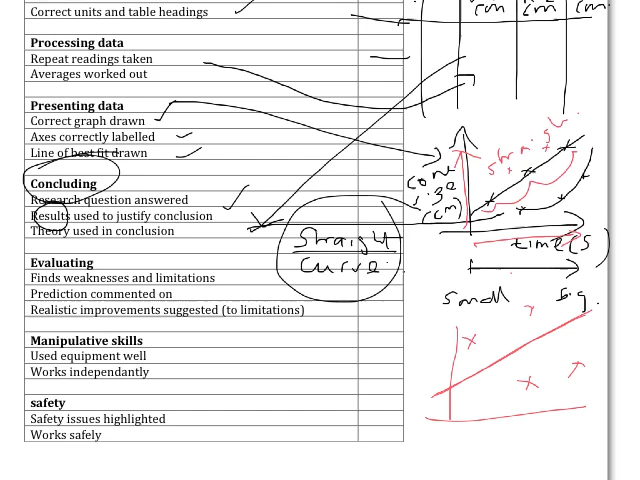 Correct units and table headings
cm
cm
cm
Processing data
Repeat readings taken
Averages worked out
Presenting data
Correct graph drawn
Axes correctly labelled
Line of best fit drawn
Concluding
Research question answered
Results used to justify conclusion
Theory used in conclusion
(cm)
time (s)
Straight
Curve
small
Big.
Evaluating
Finds weaknesses and limitations
Prediction commented on
Realistic improvements suggested (to limitations)
Manipulative skills
Used equipment well
Works independently
safety
Safety issues highlighted
Works safely